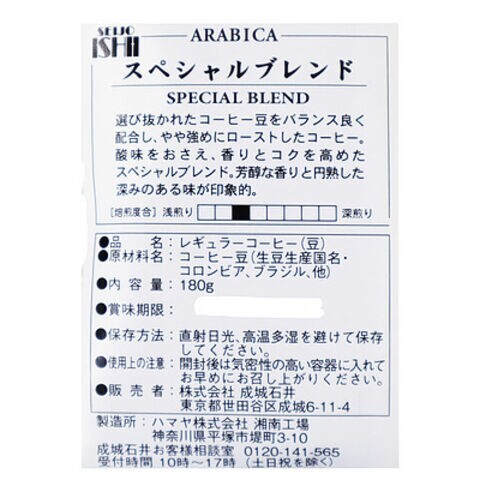 SEIJO
ISHII
ARABICA
スペシャルブレンド
SPECIAL BLEND
選び抜かれたコーヒー豆をバランス良く
配合し、やや強めにローストしたコーヒー。
酸味をおさえ、香りとコクを高めた
スペシャルブレンド。芳醇な香りと円熟した
深みのある味が印象的。
[焙煎度合] 浅煎り 深煎り
●品名：レギュラーコーヒー（豆）
●原材料名：コーヒー豆（生豆生産国名・
コロンビア、ブラジル、他）
●内容量：180g
●賞味期限：
●保存方法：直射日光、高温多湿を避けて保存
してください。
●使用上の注意：開封後は気密性の高い容器に入れて
お早めにお召し上がりください。
●販売者：株式会社 成城石井
東京都世田谷区成城6-11-4
製造所：ハマヤ株式会社 湘南工場
神奈川県平塚市堤町3-10
成城石井お客様相談室 0120-141-565
受付時間 10時〜17時（土日祝を除く）